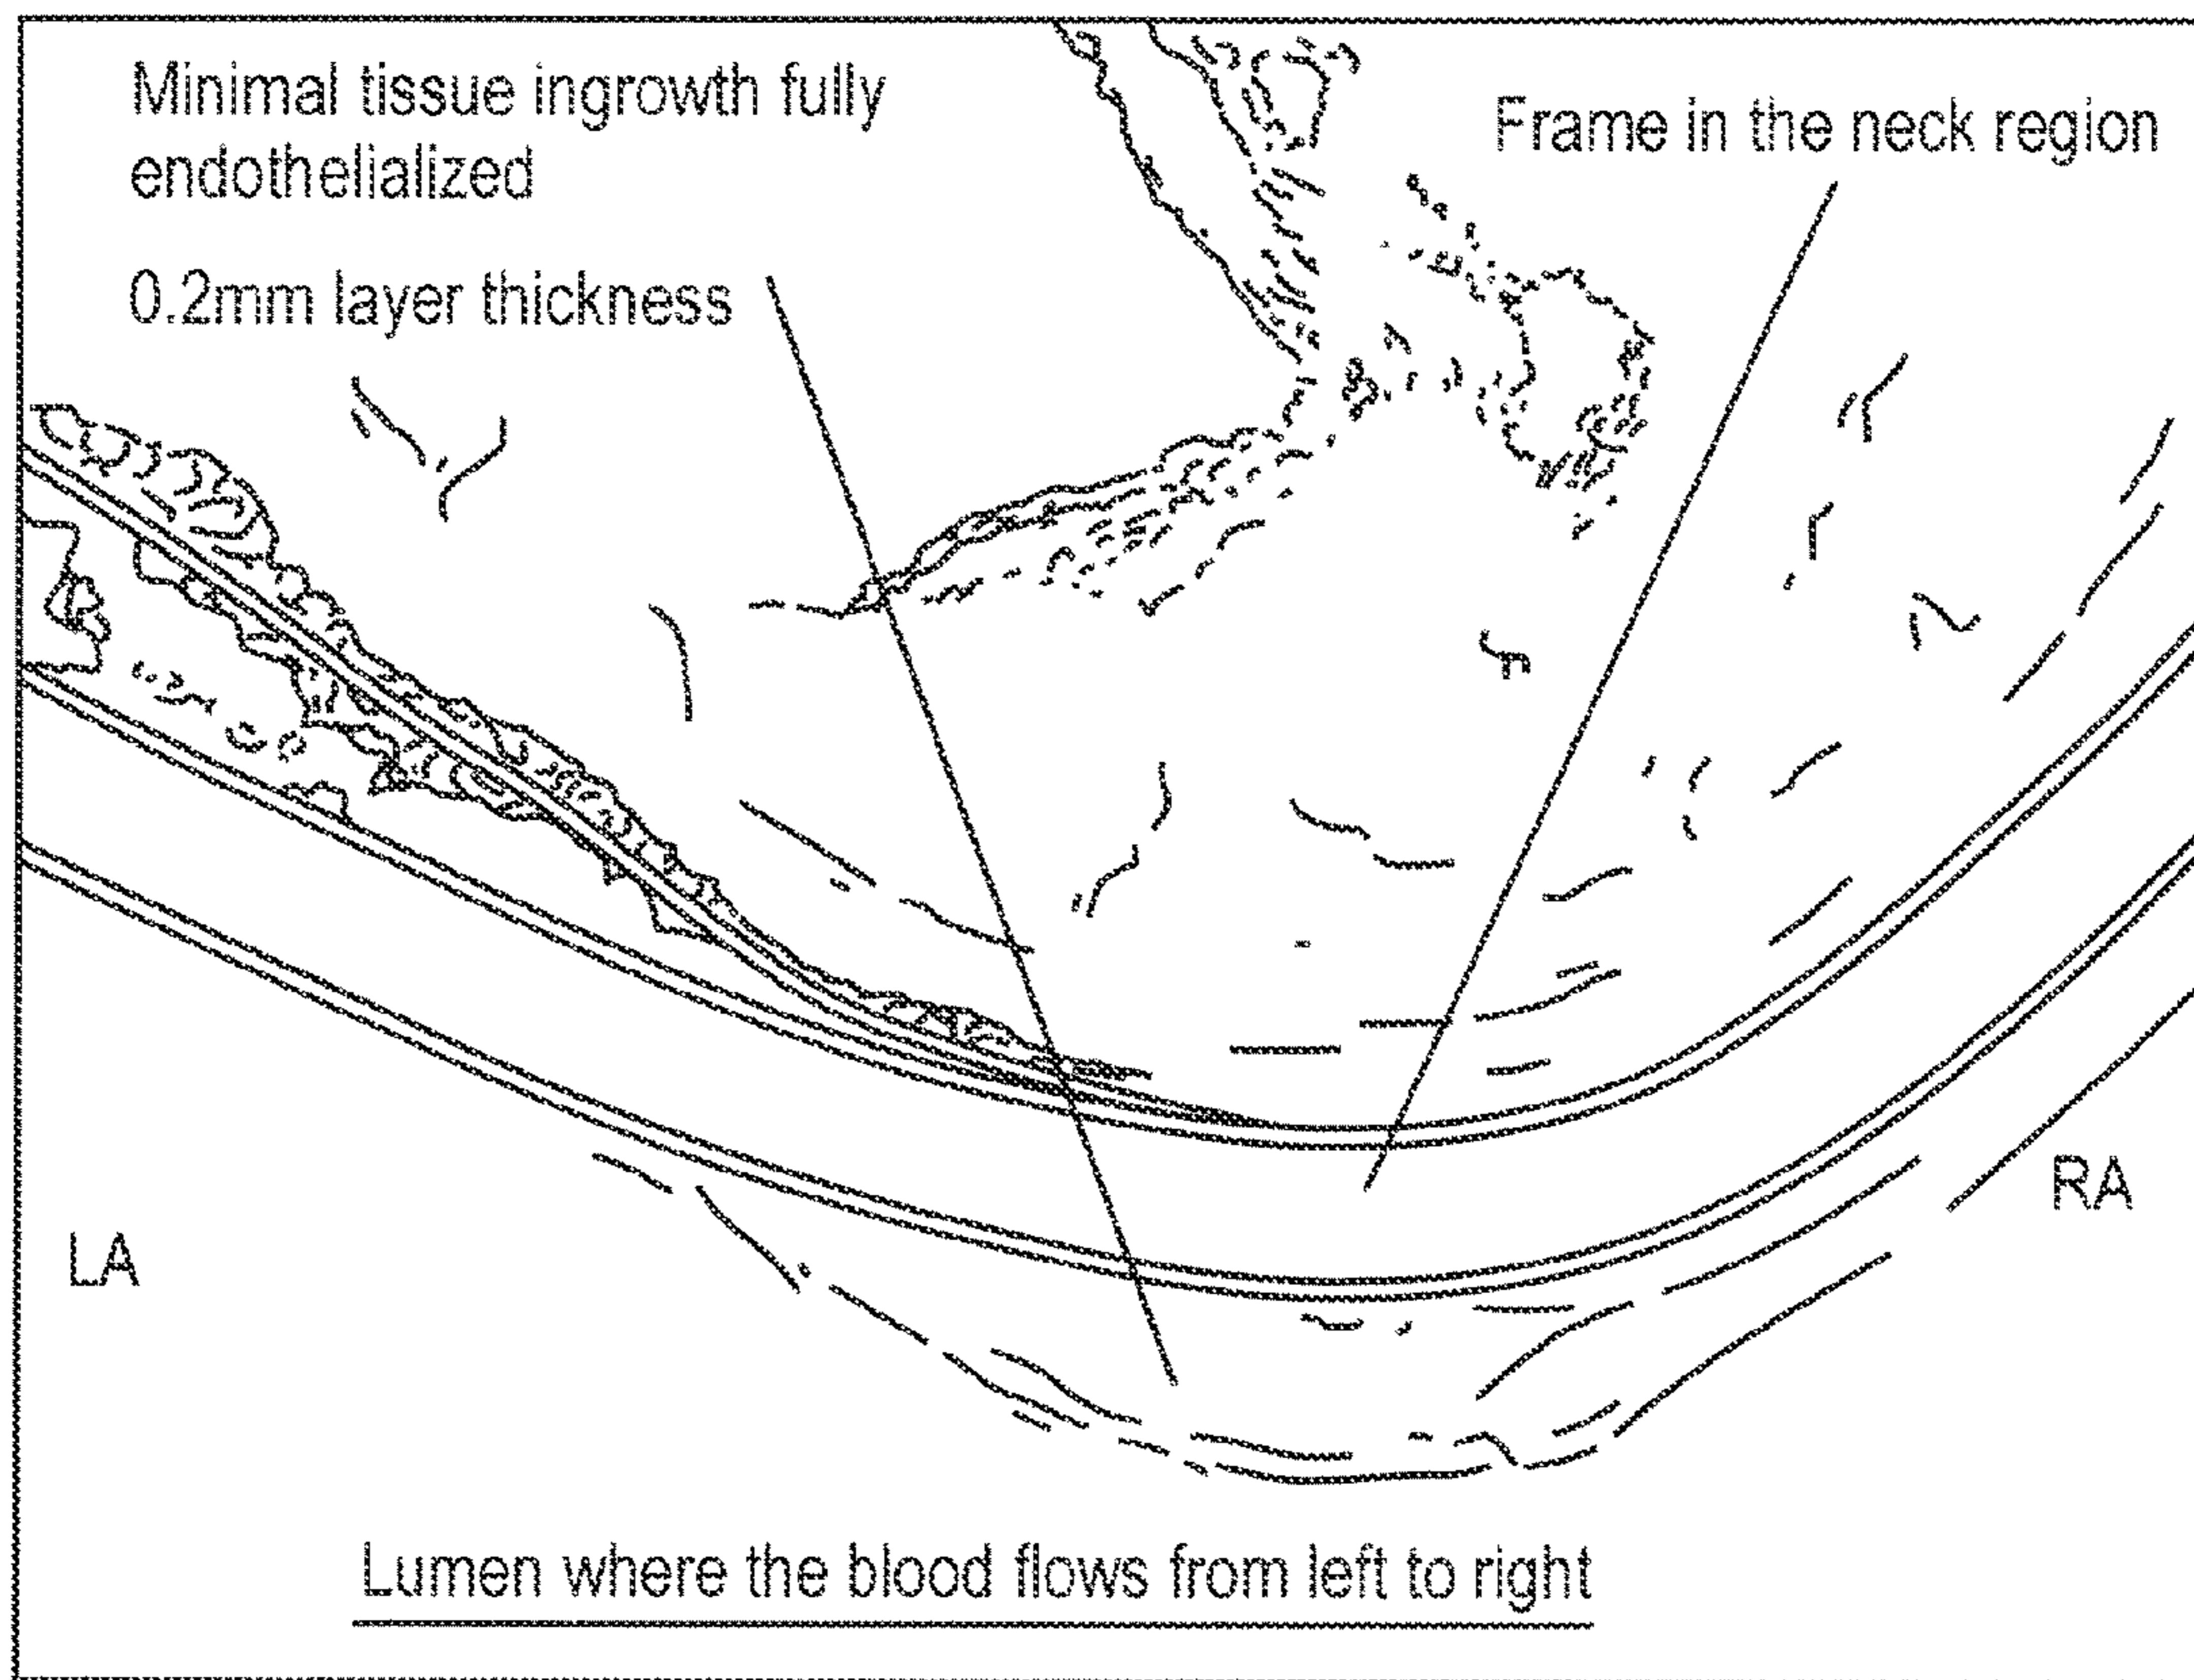 Minimal tissue ingrowth fully
endothelialized
0.2mm layer thickness
Frame in the neck region
RA
LA
Lumen where the blood flows from left to right